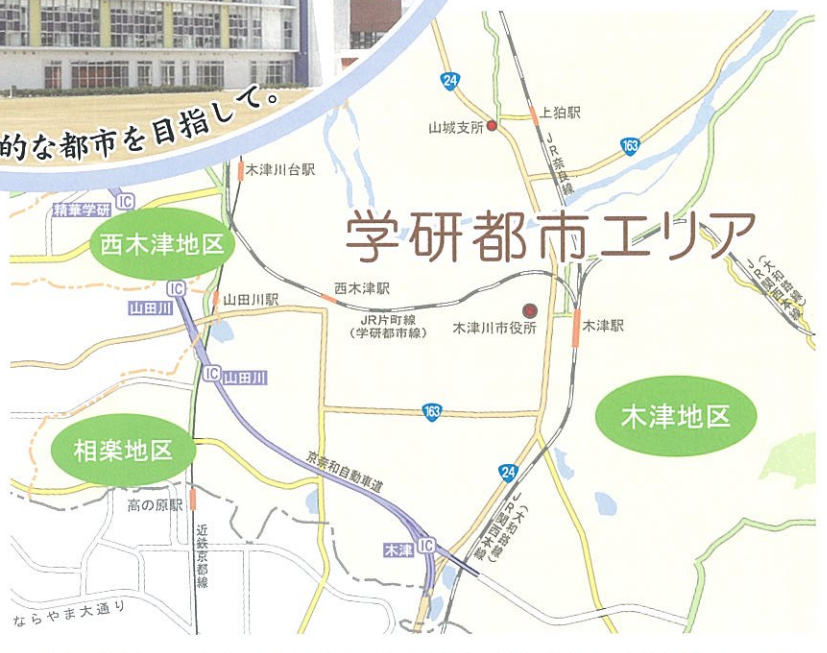 的な都市を目指して。
24
上狛駅
山城支所
163
JR奈良線
木津川台駅
IC
精華学研
西木津地区
学研都市エリア
JR関西本線
(大和路線)
IC
山田川
山田川駅
西木津駅
JR片町線
(学研都市線)
木津川市役所
木津駅
IC
山田川
木津地区
163
相楽地区
京奈和自動車道
24
高の原駅
JR関西本線
(大和路線)
近鉄京都線
木津
IC
ならやま大通り